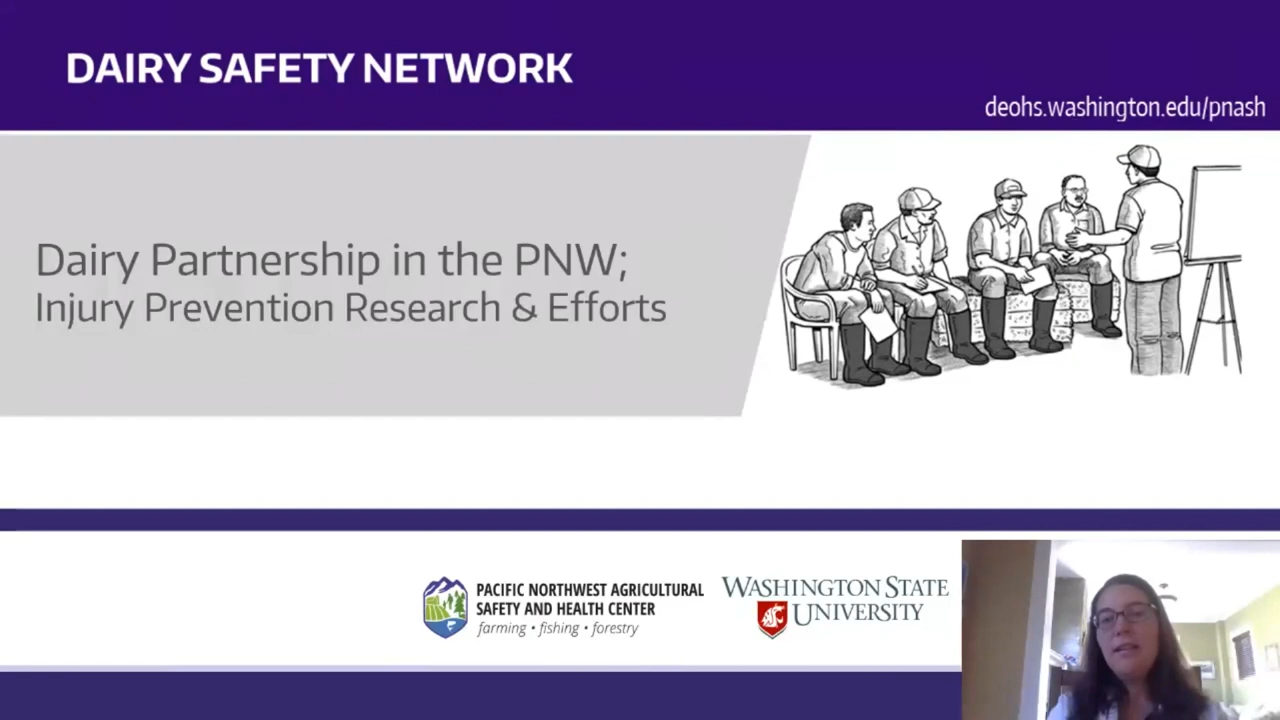 DAIRY SAFETY NETWORK
deohs.washington.edu/pnash
Dairy Partnership in the PNW;
Injury Prevention Research & Efforts
PACIFIC NORTHWEST AGRICULTURAL
SAFETY AND HEALTH CENTER
farming • fishing • forestry
WASHINGTON STATE
UNIVERSITY